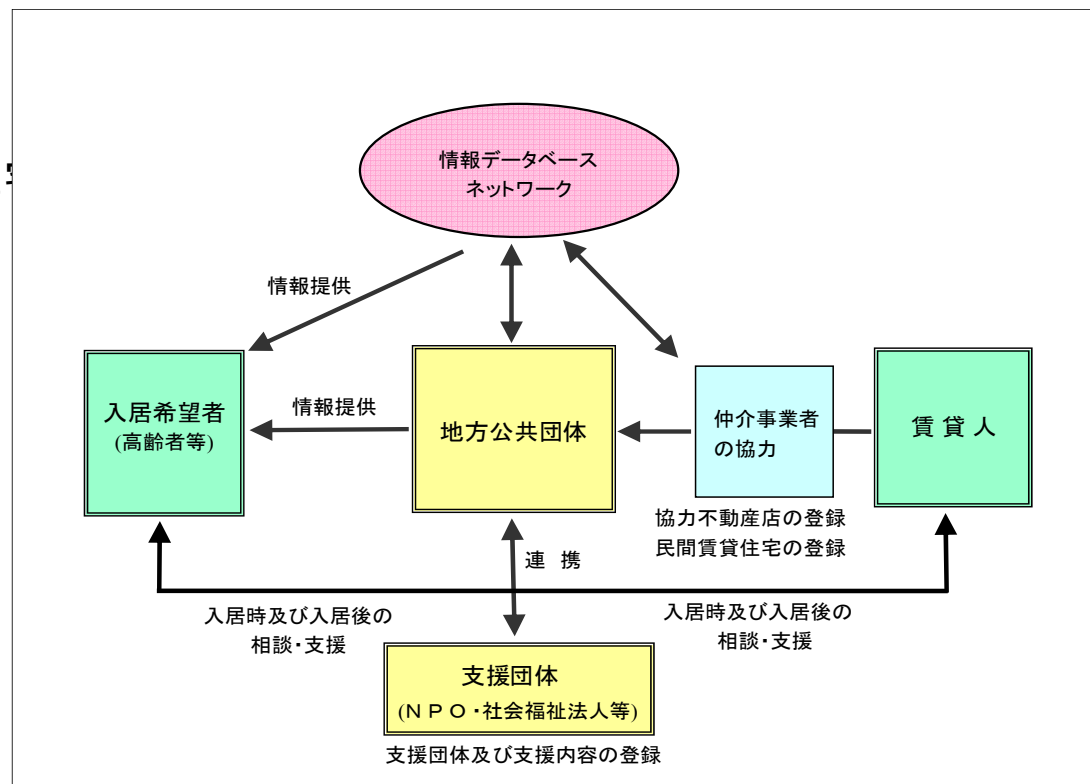 情報データベース
ネットワーク
情報提供
入居希望者
(高齢者等)
情報提供
地方公共団体
仲介事業者
の協力
賃貸人
協力不動産店の登録
民間賃貸住宅の登録
連 携
入居時及び入居後の
相談・支援
入居時及び入居後の
相談・支援
支援団体
(NPO・社会福祉法人等)
支援団体及び支援内容の登録